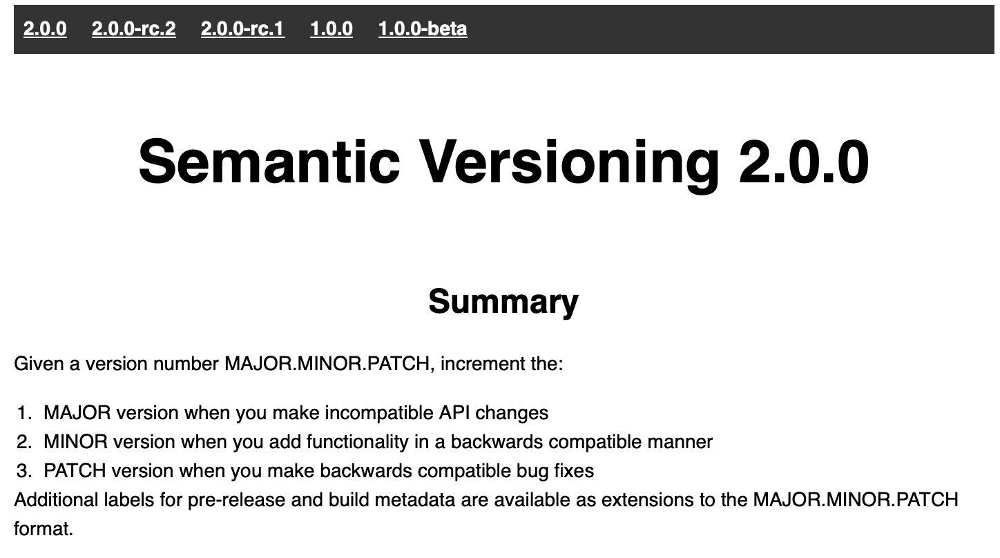 2.0.0 2.0.0-rc.2 2.0.0-rc.1 1.0.0 1.0.0-beta
Semantic Versioning 2.0.0
Summary
Given a version number MAJOR.MINOR.PATCH, increment the:
1. MAJOR version when you make incompatible API changes
2. MINOR version when you add functionality in a backwards compatible manner
3. PATCH version when you make backwards compatible bug fixes
Additional labels for pre-release and build metadata are available as extensions to the MAJOR.MINOR.PATCH
format.